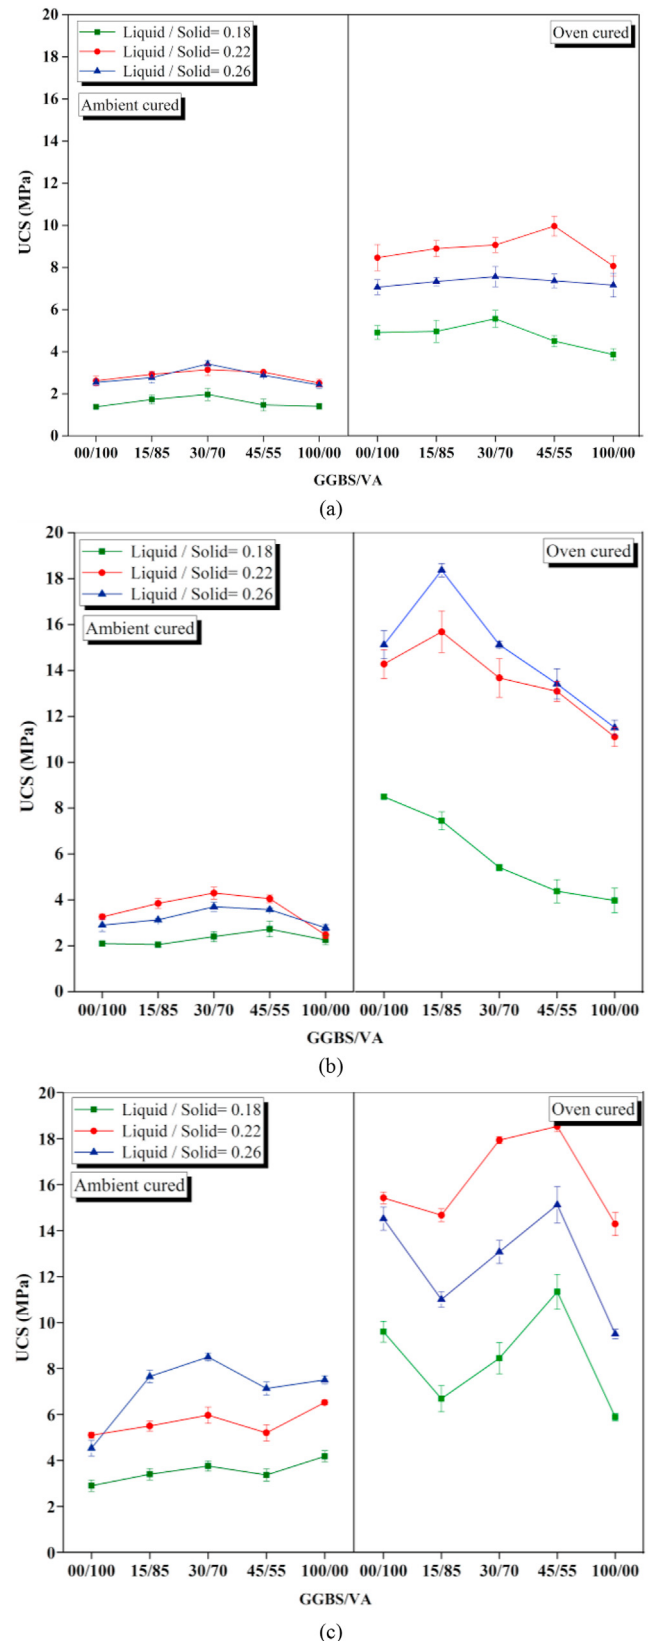 20
Liquid / Solid= 0.18
Oven cured
18
Liquid / Solid= 0.22
Liquid / Solid= 0.26
16
Ambient cured
14
12
10
8
6
4
2
0
UCS (MPa)
00/100 15/85 30/70 45/55 100/00 00/100 15/85 30/70 45/55 100/00
GGBS/VA
(a)
20
Liquid / Solid= 0.18
Oven cured
18
Liquid / Solid= 0.22
Liquid / Solid= 0.26
16
Ambient cured
14
12
10
8
6
4
2
0
UCS (MPa)
00/100 15/85 30/70 45/55 100/00 00/100 15/85 30/70 45/55 100/00
GGBS/VA
(b)
20
Liquid / Solid= 0.18
Oven cured
18
Liquid / Solid= 0.22
Liquid / Solid= 0.26
16
Ambient cured
14
12
10
8
6
4
2
0
UCS (MPa)
00/100 15/85 30/70 45/55 100/00 00/100 15/85 30/70 45/55 100/00
GGBS/VA
(c)